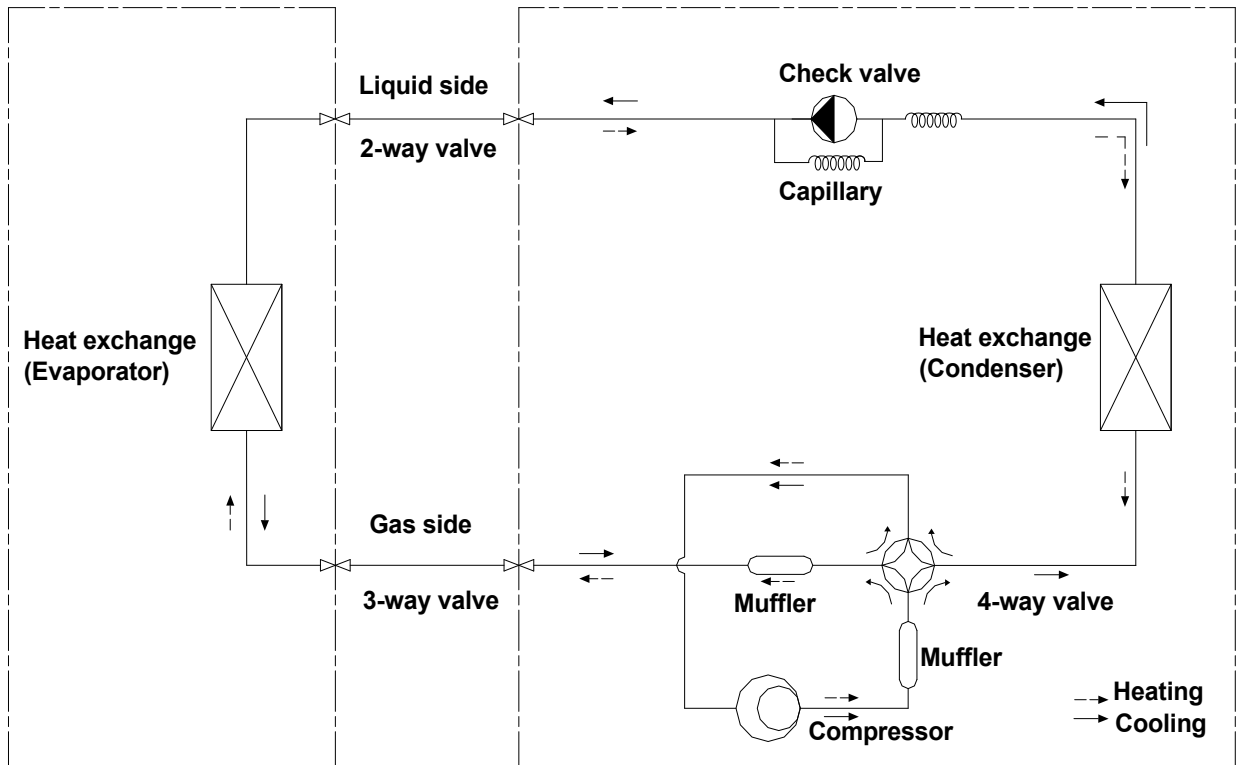 Check valve
Liquid side
2-way valve
Capillary
Heat exchange
(Evaporator)
Heat exchange
(Condenser)
Gas side
3-way valve
Muffler
4-way valve
Muffler
Compressor
Heating
Cooling